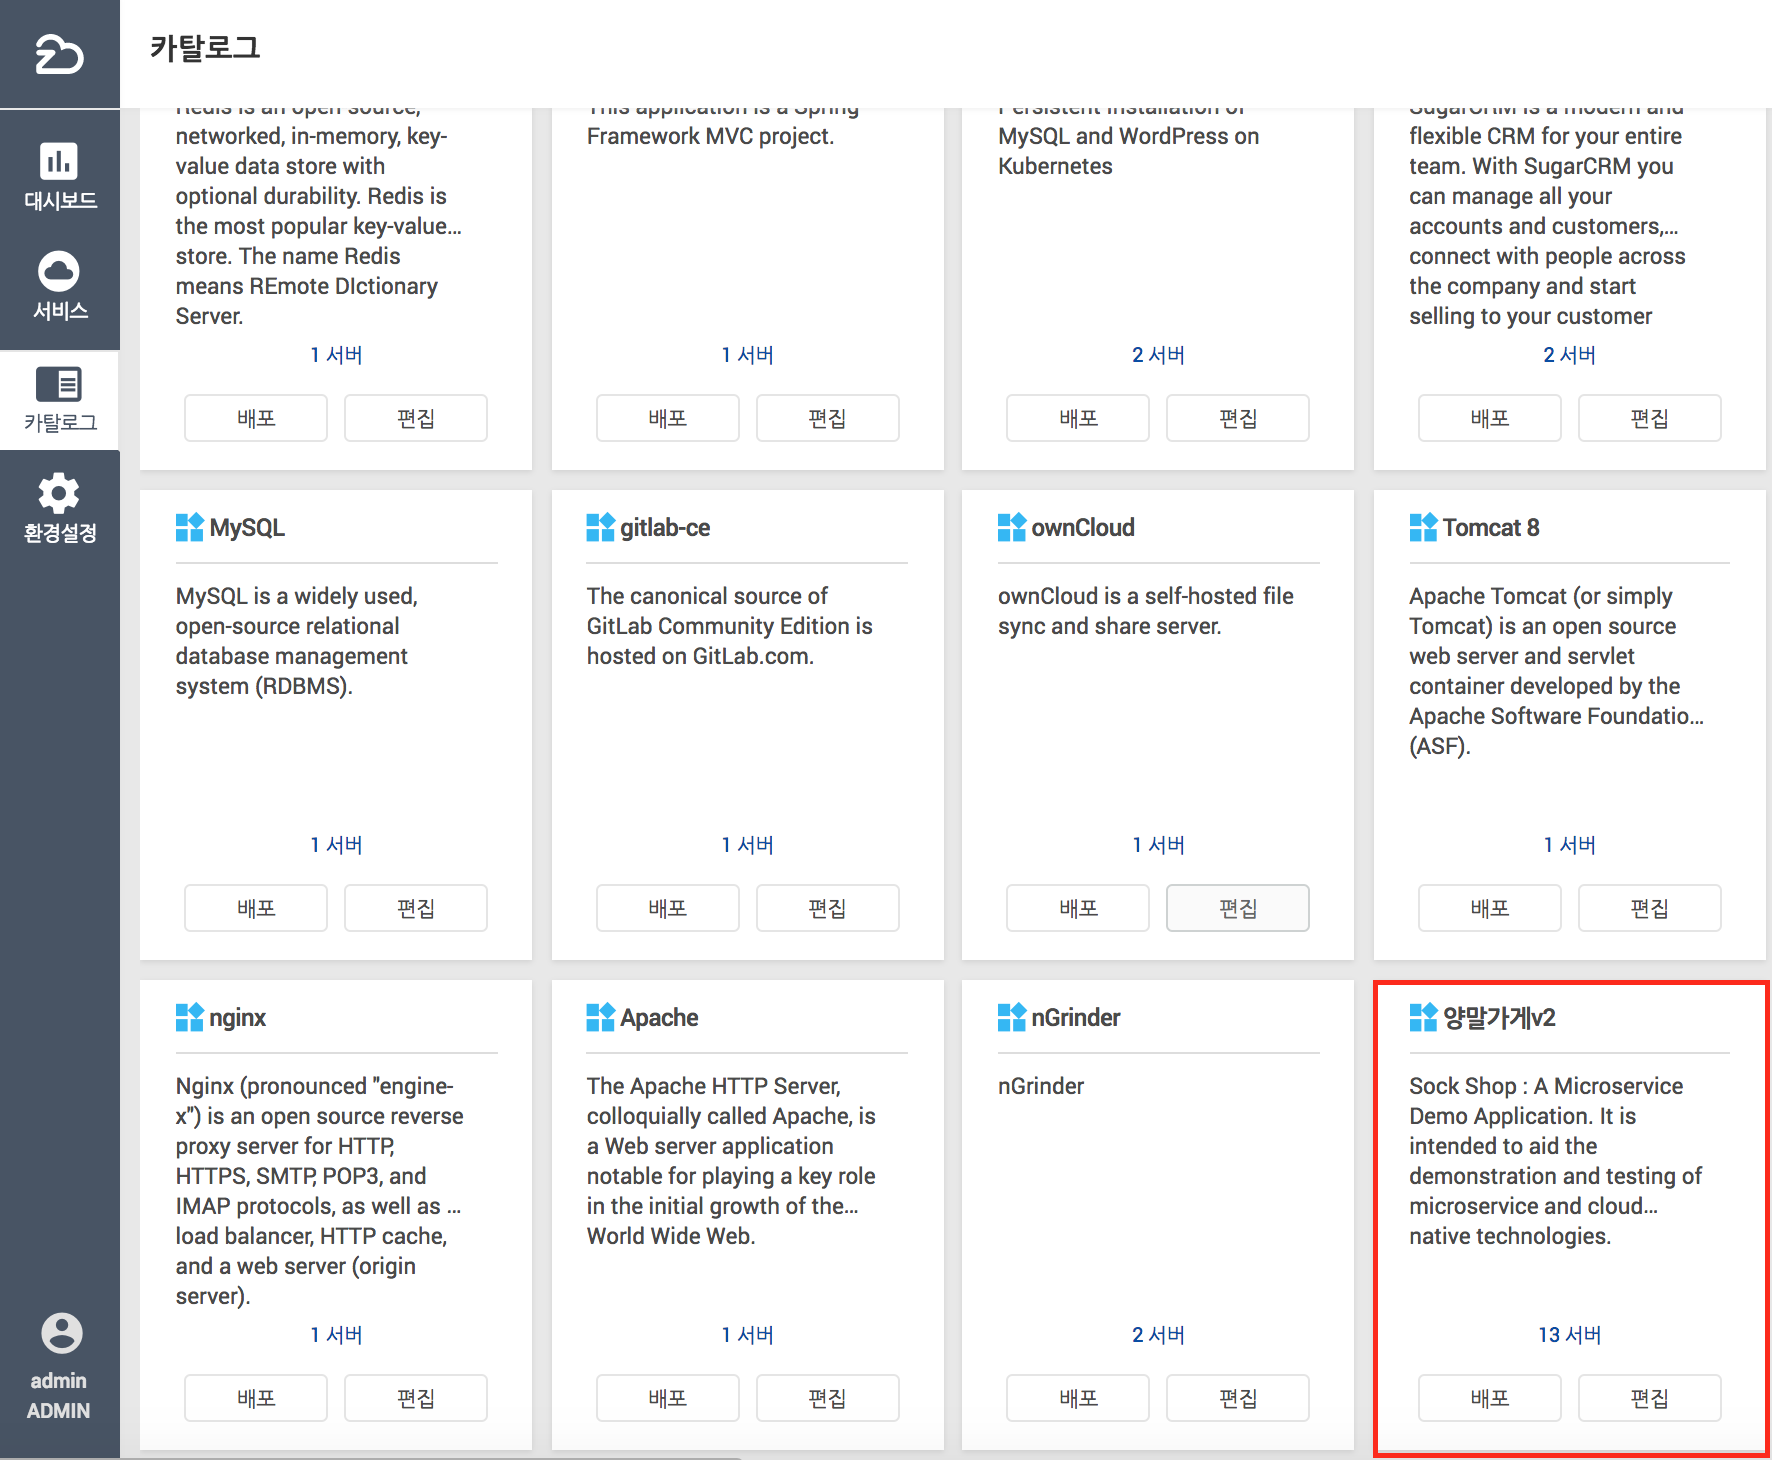 카탈로그
대시보드
서비스
카탈로그
환경설정
admin
ADMIN
Redis is an open source,
networked, in-memory, key-
value data store with
optional durability. Redis is
the most popular key-value...
store. The name Redis
means REmote DIctionary
Server.
1 서버
배포 편집
This application is a Spring
Framework MVC project.
1 서버
배포 편집
Persistent Installation of
MySQL and WordPress on
Kubernetes
2 서버
배포 편집
SugarCRM is a modern and
flexible CRM for your entire
team. With SugarCRM you
can manage all your
accounts and customers,...
connect with people across
the company and start
selling to your customer
2 서버
배포 편집
MySQL
MySQL is a widely used,
open-source relational
database management
system (RDBMS).
1 서버
배포 편집
gitlab-ce
The canonical source of
GitLab Community Edition is
hosted on GitLab.com.
1 서버
배포 편집
ownCloud
ownCloud is a self-hosted file
sync and share server.
1 서버
배포 편집
Tomcat 8
Apache Tomcat (or simply
Tomcat) is an open source
web server and servlet
container developed by the
Apache Software Foundatio...
(ASF).
1 서버
배포 편집
nginx
Nginx (pronounced "engine-
x") is an open source reverse
proxy server for HTTP,
HTTPS, SMTP, POP3, and
IMAP protocols, as well as ...
load balancer, HTTP cache,
and a web server (origin
server).
1 서버
배포 편집
Apache
The Apache HTTP Server,
colloquially called Apache, is
a Web server application
notable for playing a key role
in the initial growth of the...
World Wide Web.
1 서버
배포 편집
nGrinder
nGrinder
2 서버
배포 편집
양말가게v2
Sock Shop : A Microservice
Demo Application. It is
intended to aid the
demonstration and testing of
microservice and cloud...
native technologies.
13 서버
배포 편집